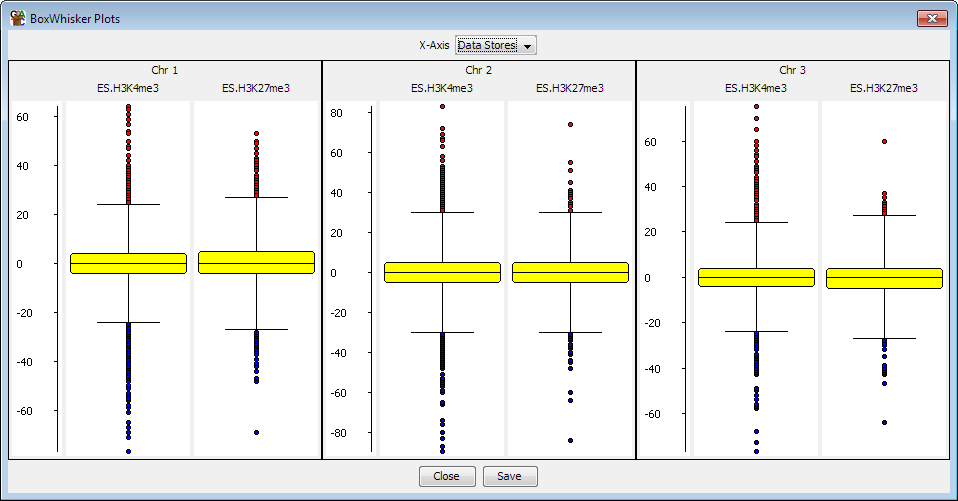 BoxWhisker Plots
X-Axis Data Stores
Chr 1
ES.H3K4me3 ES.H3K27me3
60
40
20
0
-20
-40
-60
Chr 2
ES.H3K4me3 ES.H3K27me3
80
60
40
20
0
-20
-40
-60
-80
Chr 3
ES.H3K4me3 ES.H3K27me3
60
40
20
0
-20
-40
-60
Close Save